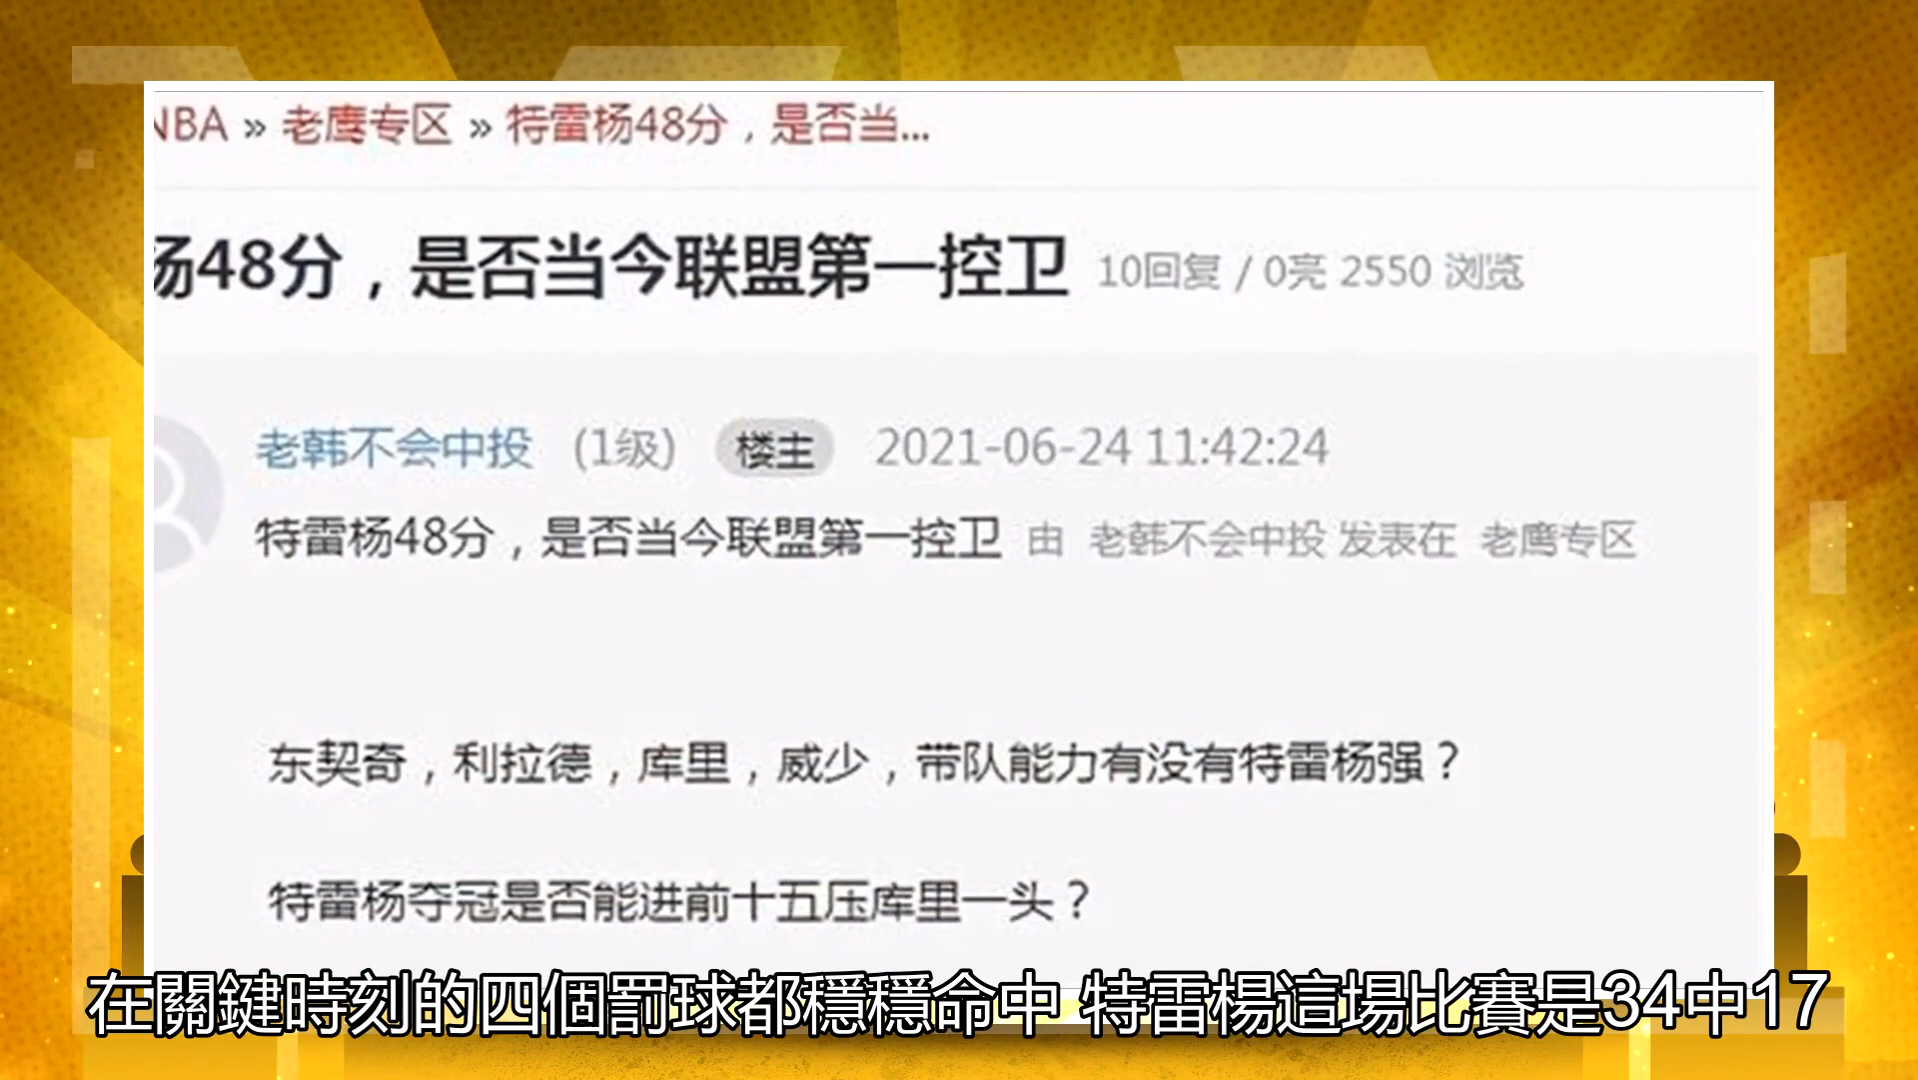 NBA » 老鹰专区 » 特雷杨48分，是否当...
杨48分，是否当今联盟第一控卫 10回复 / 0亮 2550 浏览
老韩不会中投 (1级) 楼主 2021-06-24 11:42:24
特雷杨48分，是否当今联盟第一控卫 由 老韩不会中投 发表在 老鹰专区
东契奇，利拉德，库里，威少，带队能力有没有特雷杨强？
特雷杨夺冠是否能进前十五压库里一头？
在關鍵時刻的四個罰球都穩穩命中 特雷楊這場比賽是34中17